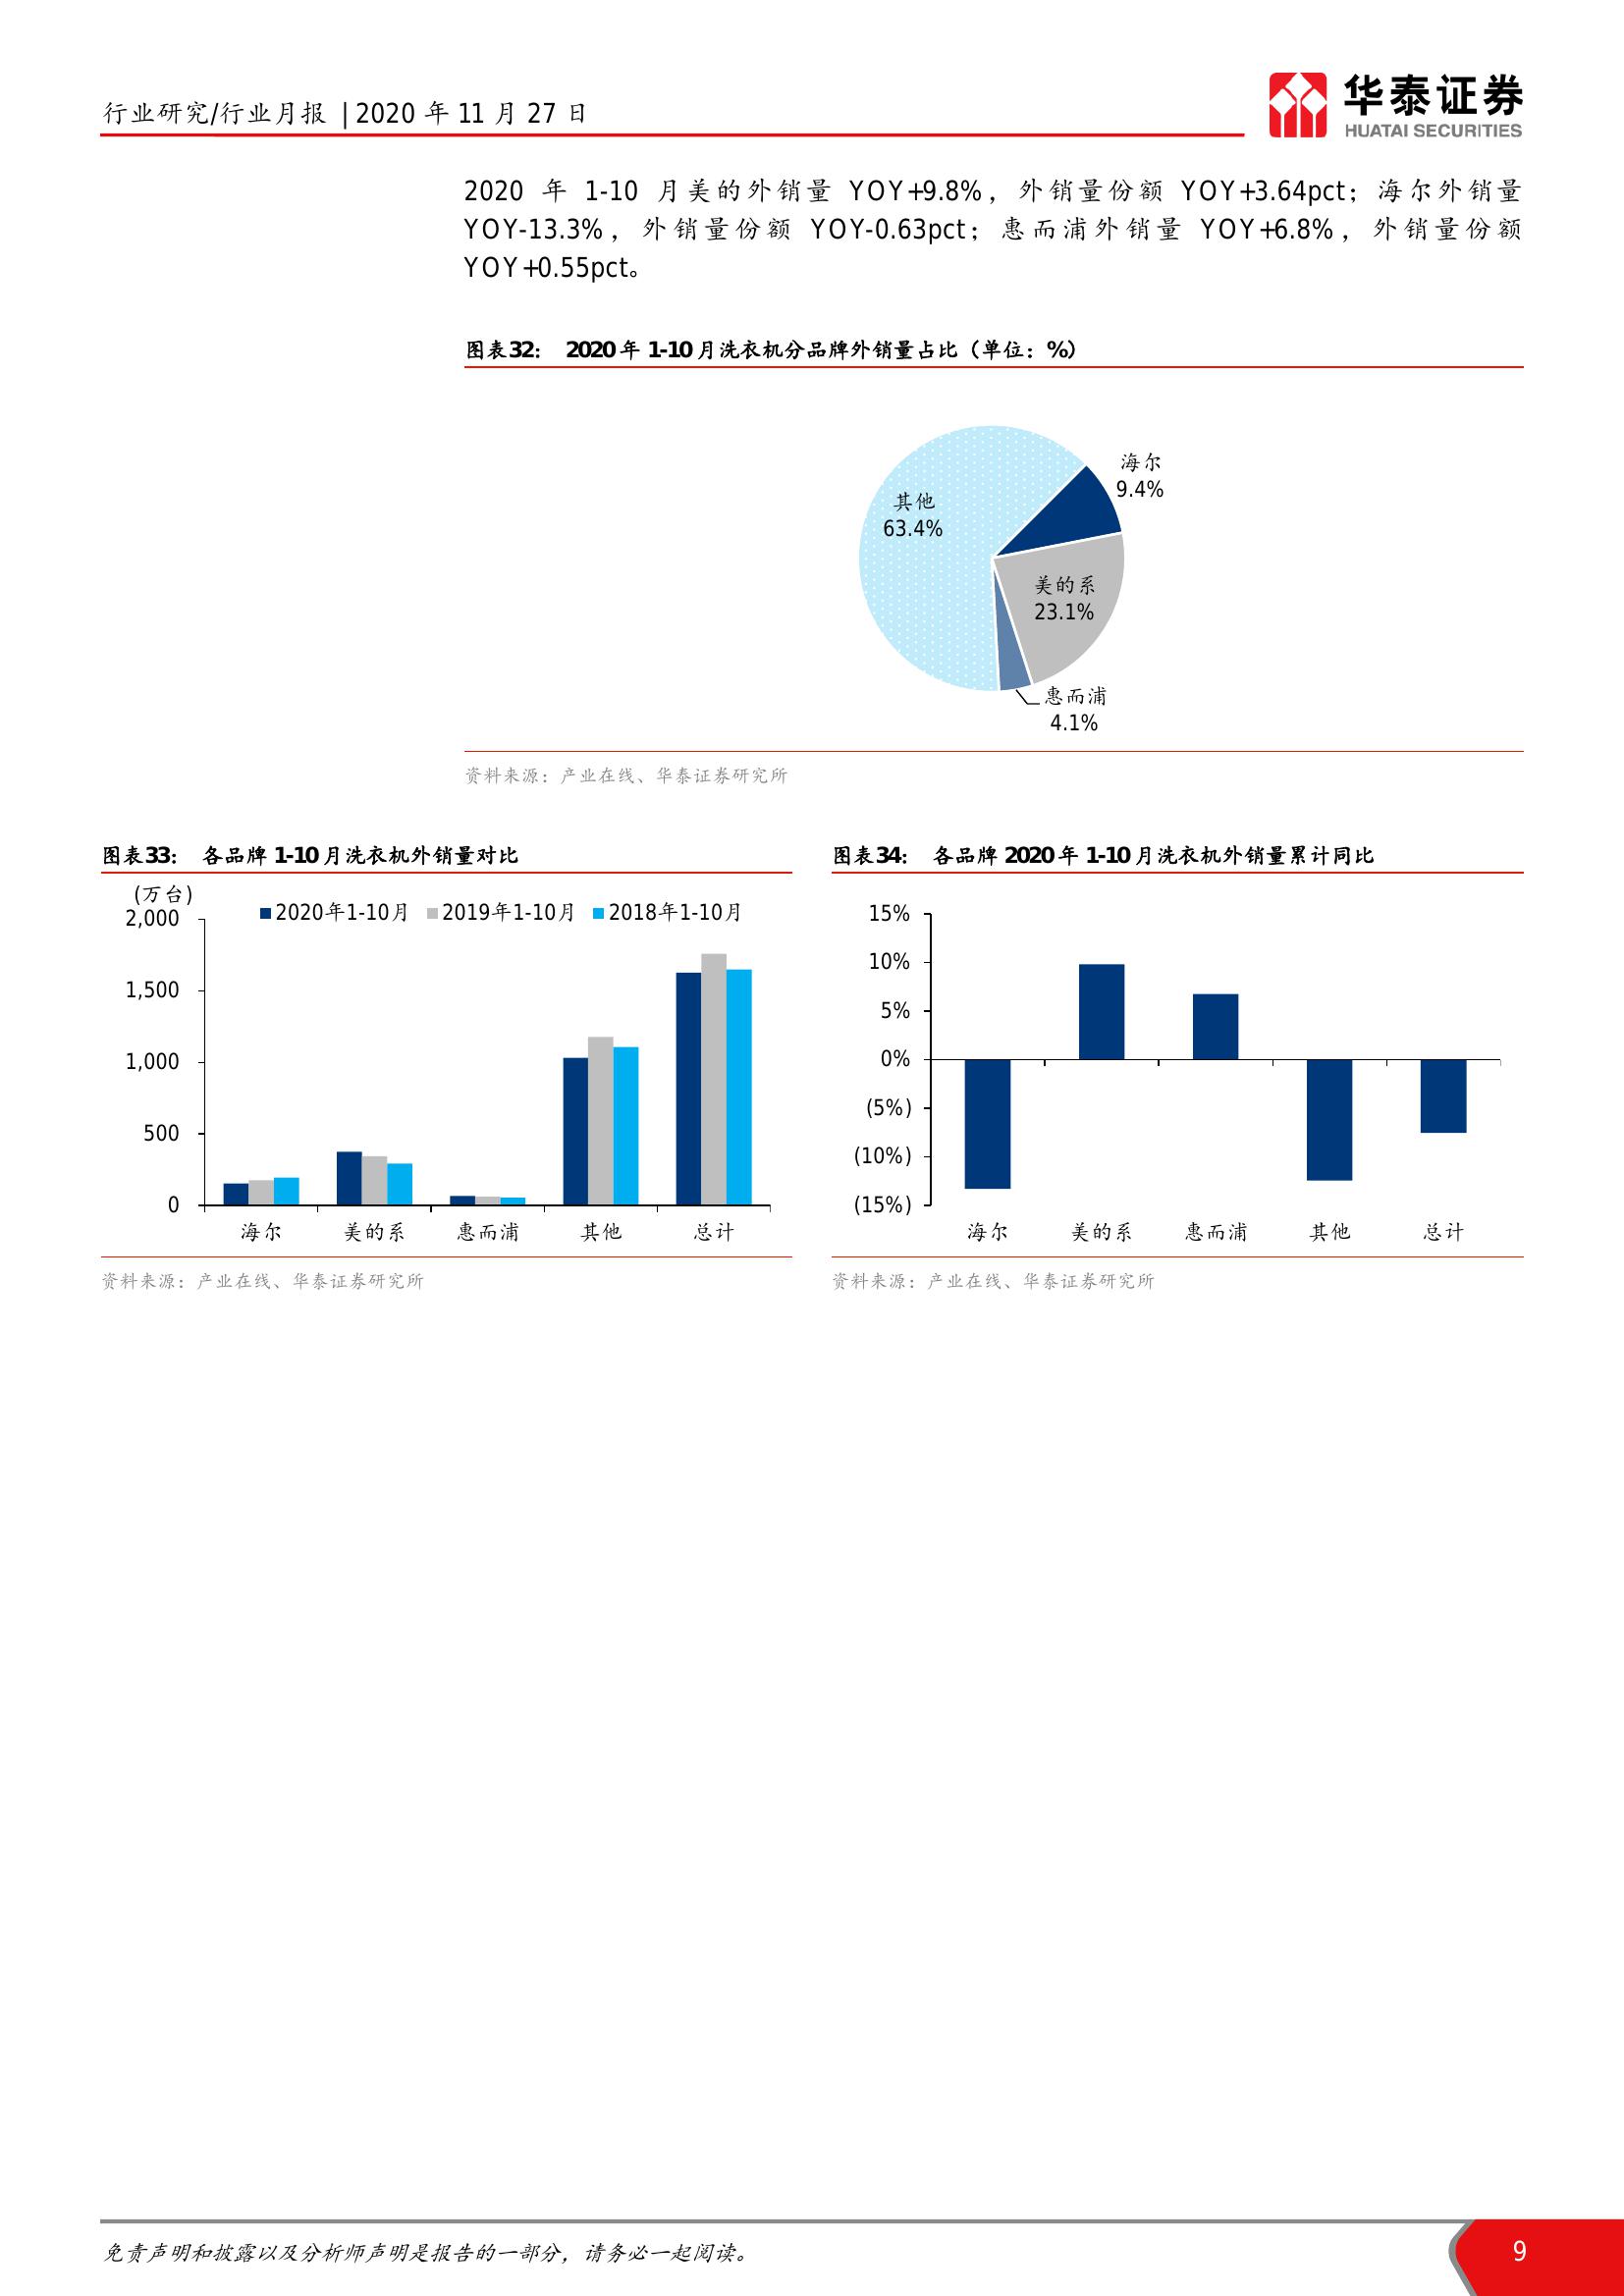 行业研究/行业月报 | 2020 年 11 月 27 日
华泰证券
HUATAI SECURITIES
2020 年 1-10 月美的外销量 YOY+9.8%，外销量份额 YOY+3.64pct；海尔外销量
YOY-13.3%，外销量份额 YOY-0.63pct；惠而浦外销量 YOY+6.8%，外销量份额
YOY+0.55pct。
图表32： 2020 年 1-10 月洗衣机分品牌外销量占比（单位：%）
海尔
9.4%
其他
63.4%
美的系
23.1%
惠而浦
4.1%
资料来源：产业在线、华泰证券研究所
图表33： 各品牌 1-10 月洗衣机外销量对比
(万台)
2020年1-10月 2019年1-10月 2018年1-10月
2,000
1,500
1,000
500
0
海尔 美的系 惠而浦 其他 总计
资料来源：产业在线、华泰证券研究所
图表34： 各品牌 2020 年 1-10 月洗衣机外销量累计同比
15%
10%
5%
0%
(5%)
(10%)
(15%)
海尔 美的系 惠而浦 其他 总计
资料来源：产业在线、华泰证券研究所
免责声明和披露以及分析师声明是报告的一部分，请务必一起阅读。
9